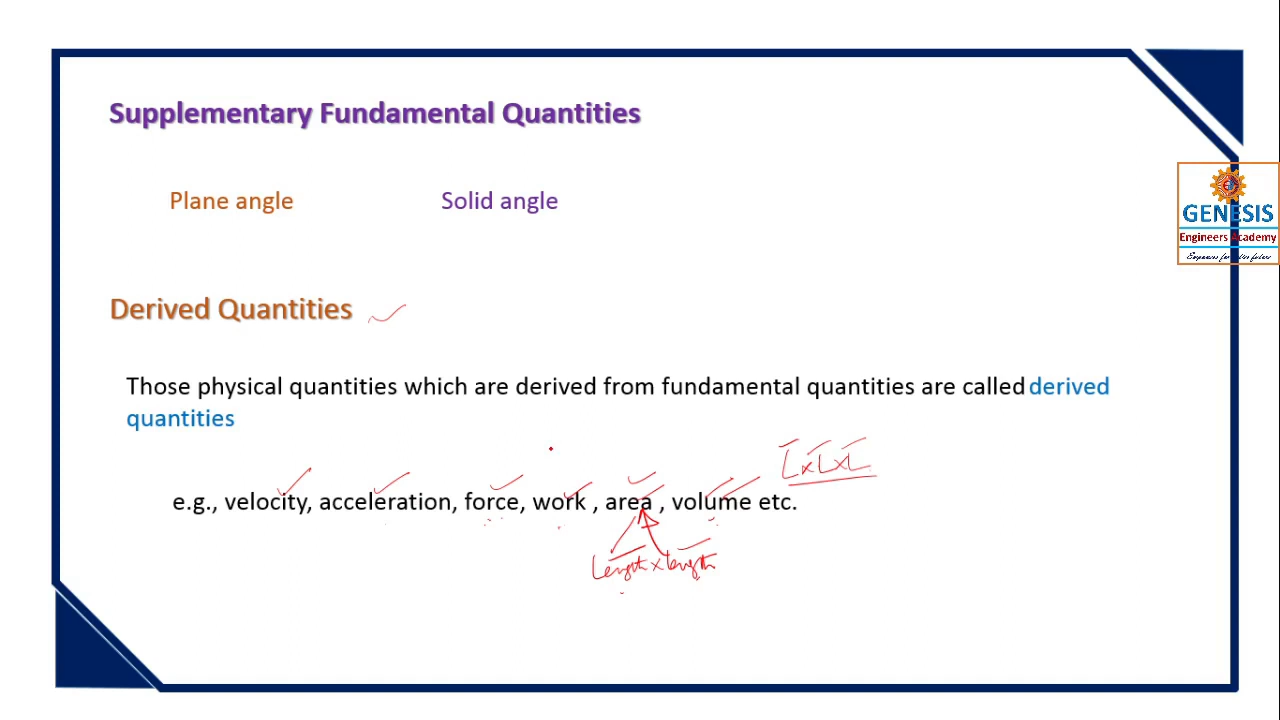 Supplementary Fundamental Quantities
Plane angle Solid angle
GENESIS
Engineers Academy
Derived Quantities
Those physical quantities which are derived from fundamental quantities are called derived
quantities
L×L×L
e.g., velocity, acceleration, force, work , area , volume etc.
Length × length